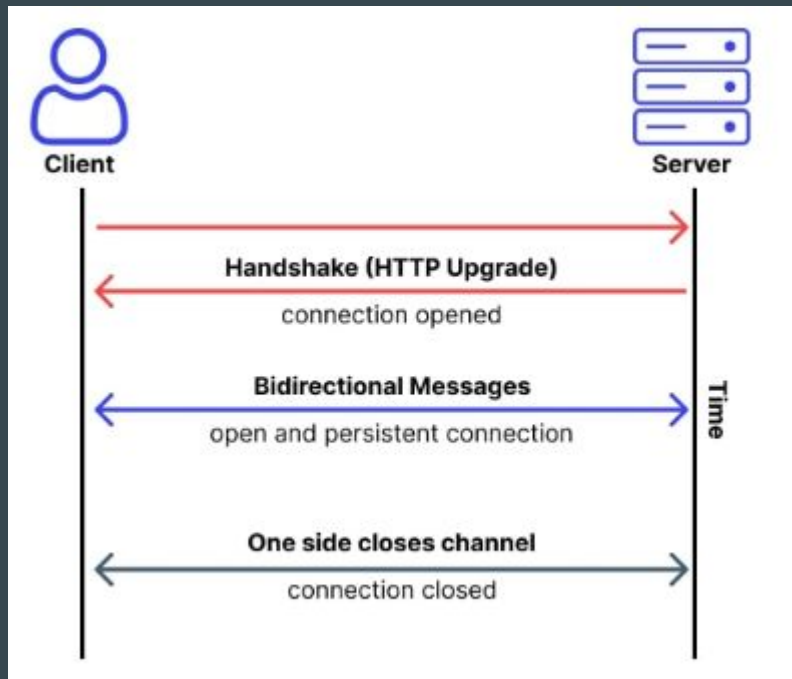 Client
Server
Handshake (HTTP Upgrade)
connection opened
Bidirectional Messages
open and persistent connection
Time
One side closes channel
connection closed